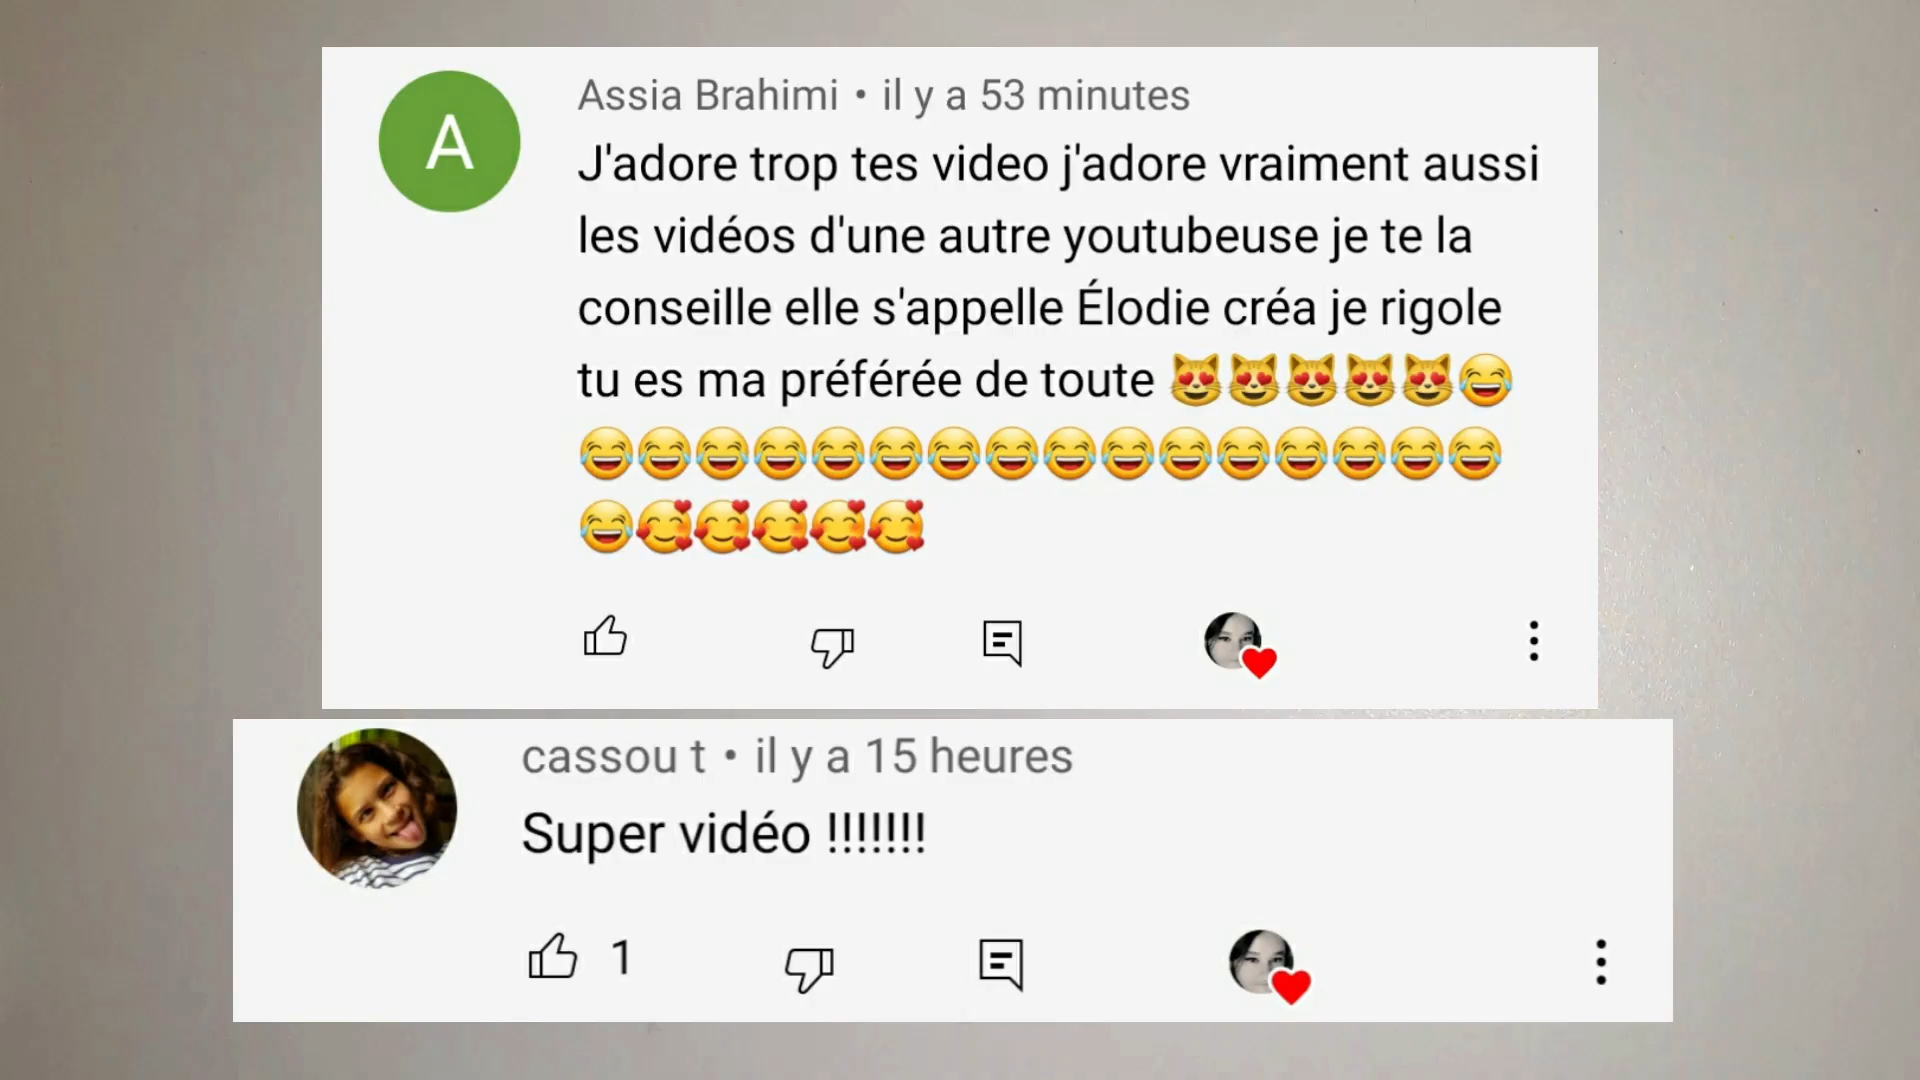 A
Assia Brahimi • il y a 53 minutes
J'adore trop tes video j'adore vraiment aussi
les vidéos d'une autre youtubeuse je te la
conseille elle s'appelle Élodie créa je rigole
tu es ma préférée de toute 😻😻😻😻😻😂
😂😂😂😂😂😂😂😂😂😂😂😂😂😂😂😂
😂🥰🥰🥰🥰🥰
cassou t • il y a 15 heures
Super vidéo !!!!!!!
1